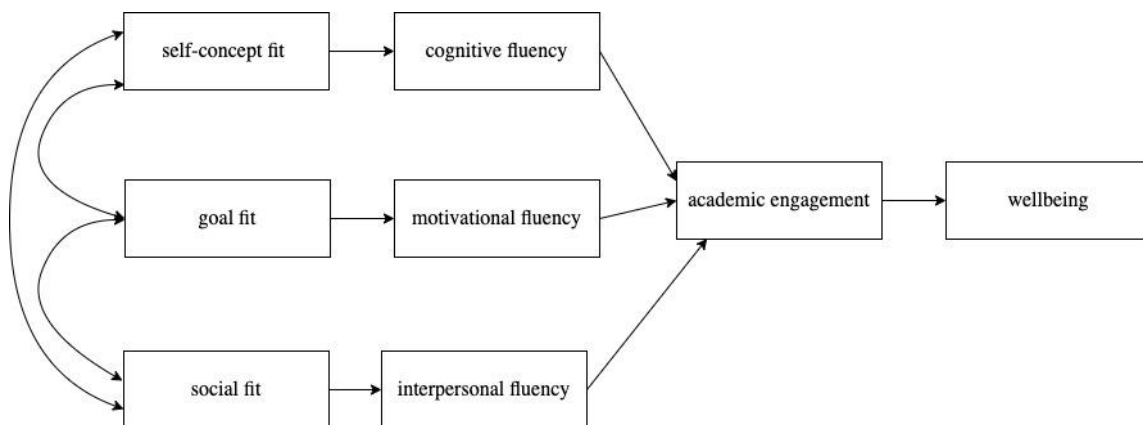 self-concept fit
cognitive fluency
goal fit
motivational fluency
academic engagement
wellbeing
social fit
interpersonal fluency